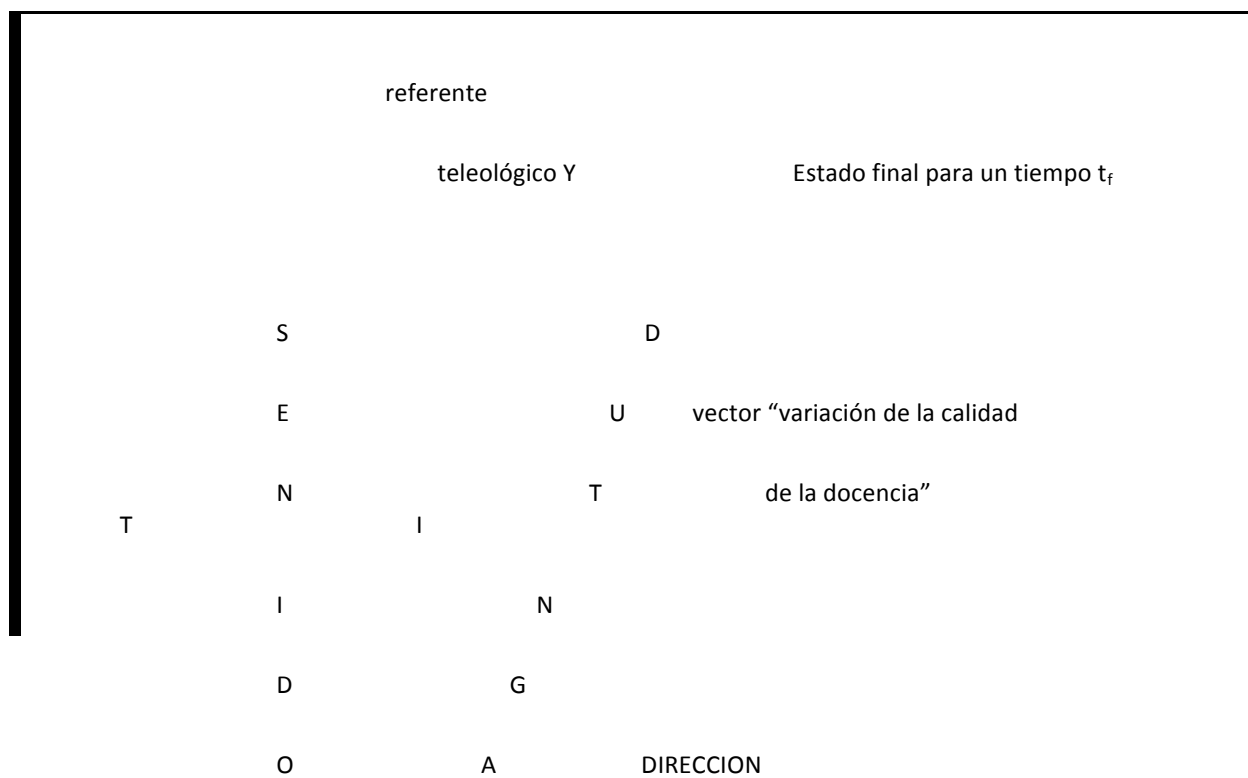 referente
teleológico Y Estado final para un tiempo tf
S D
E U vector “variación de la calidad
N T de la docencia”
T I
I N
D G
O A DIRECCION